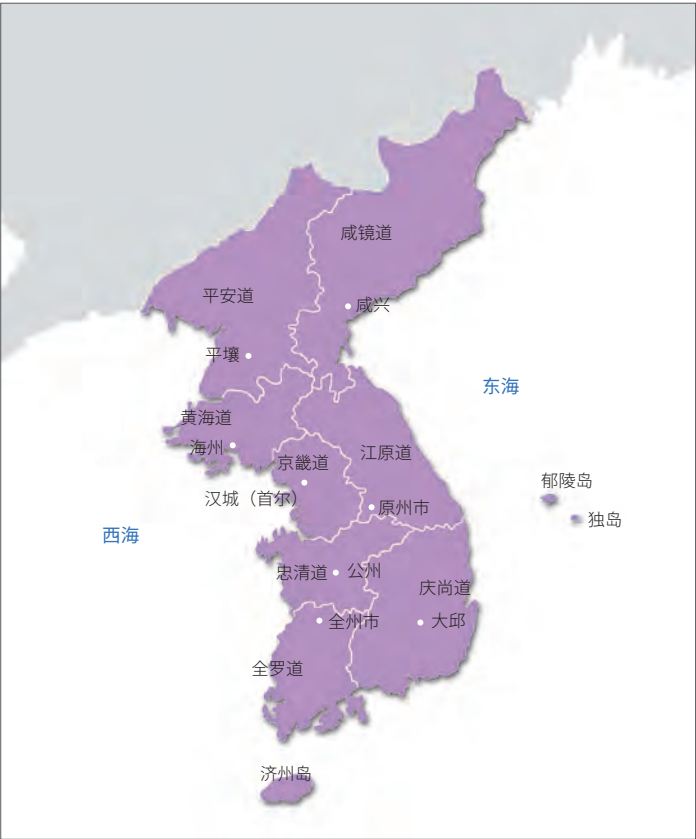 咸镜道
平安道
咸兴
平壤
东海
黄海道
海州
江原道
京畿道
郁陵岛
汉城（首尔）
原州市
独岛
西海
忠清道
公州
庆尚道
全州市
大邱
全罗道
济州岛